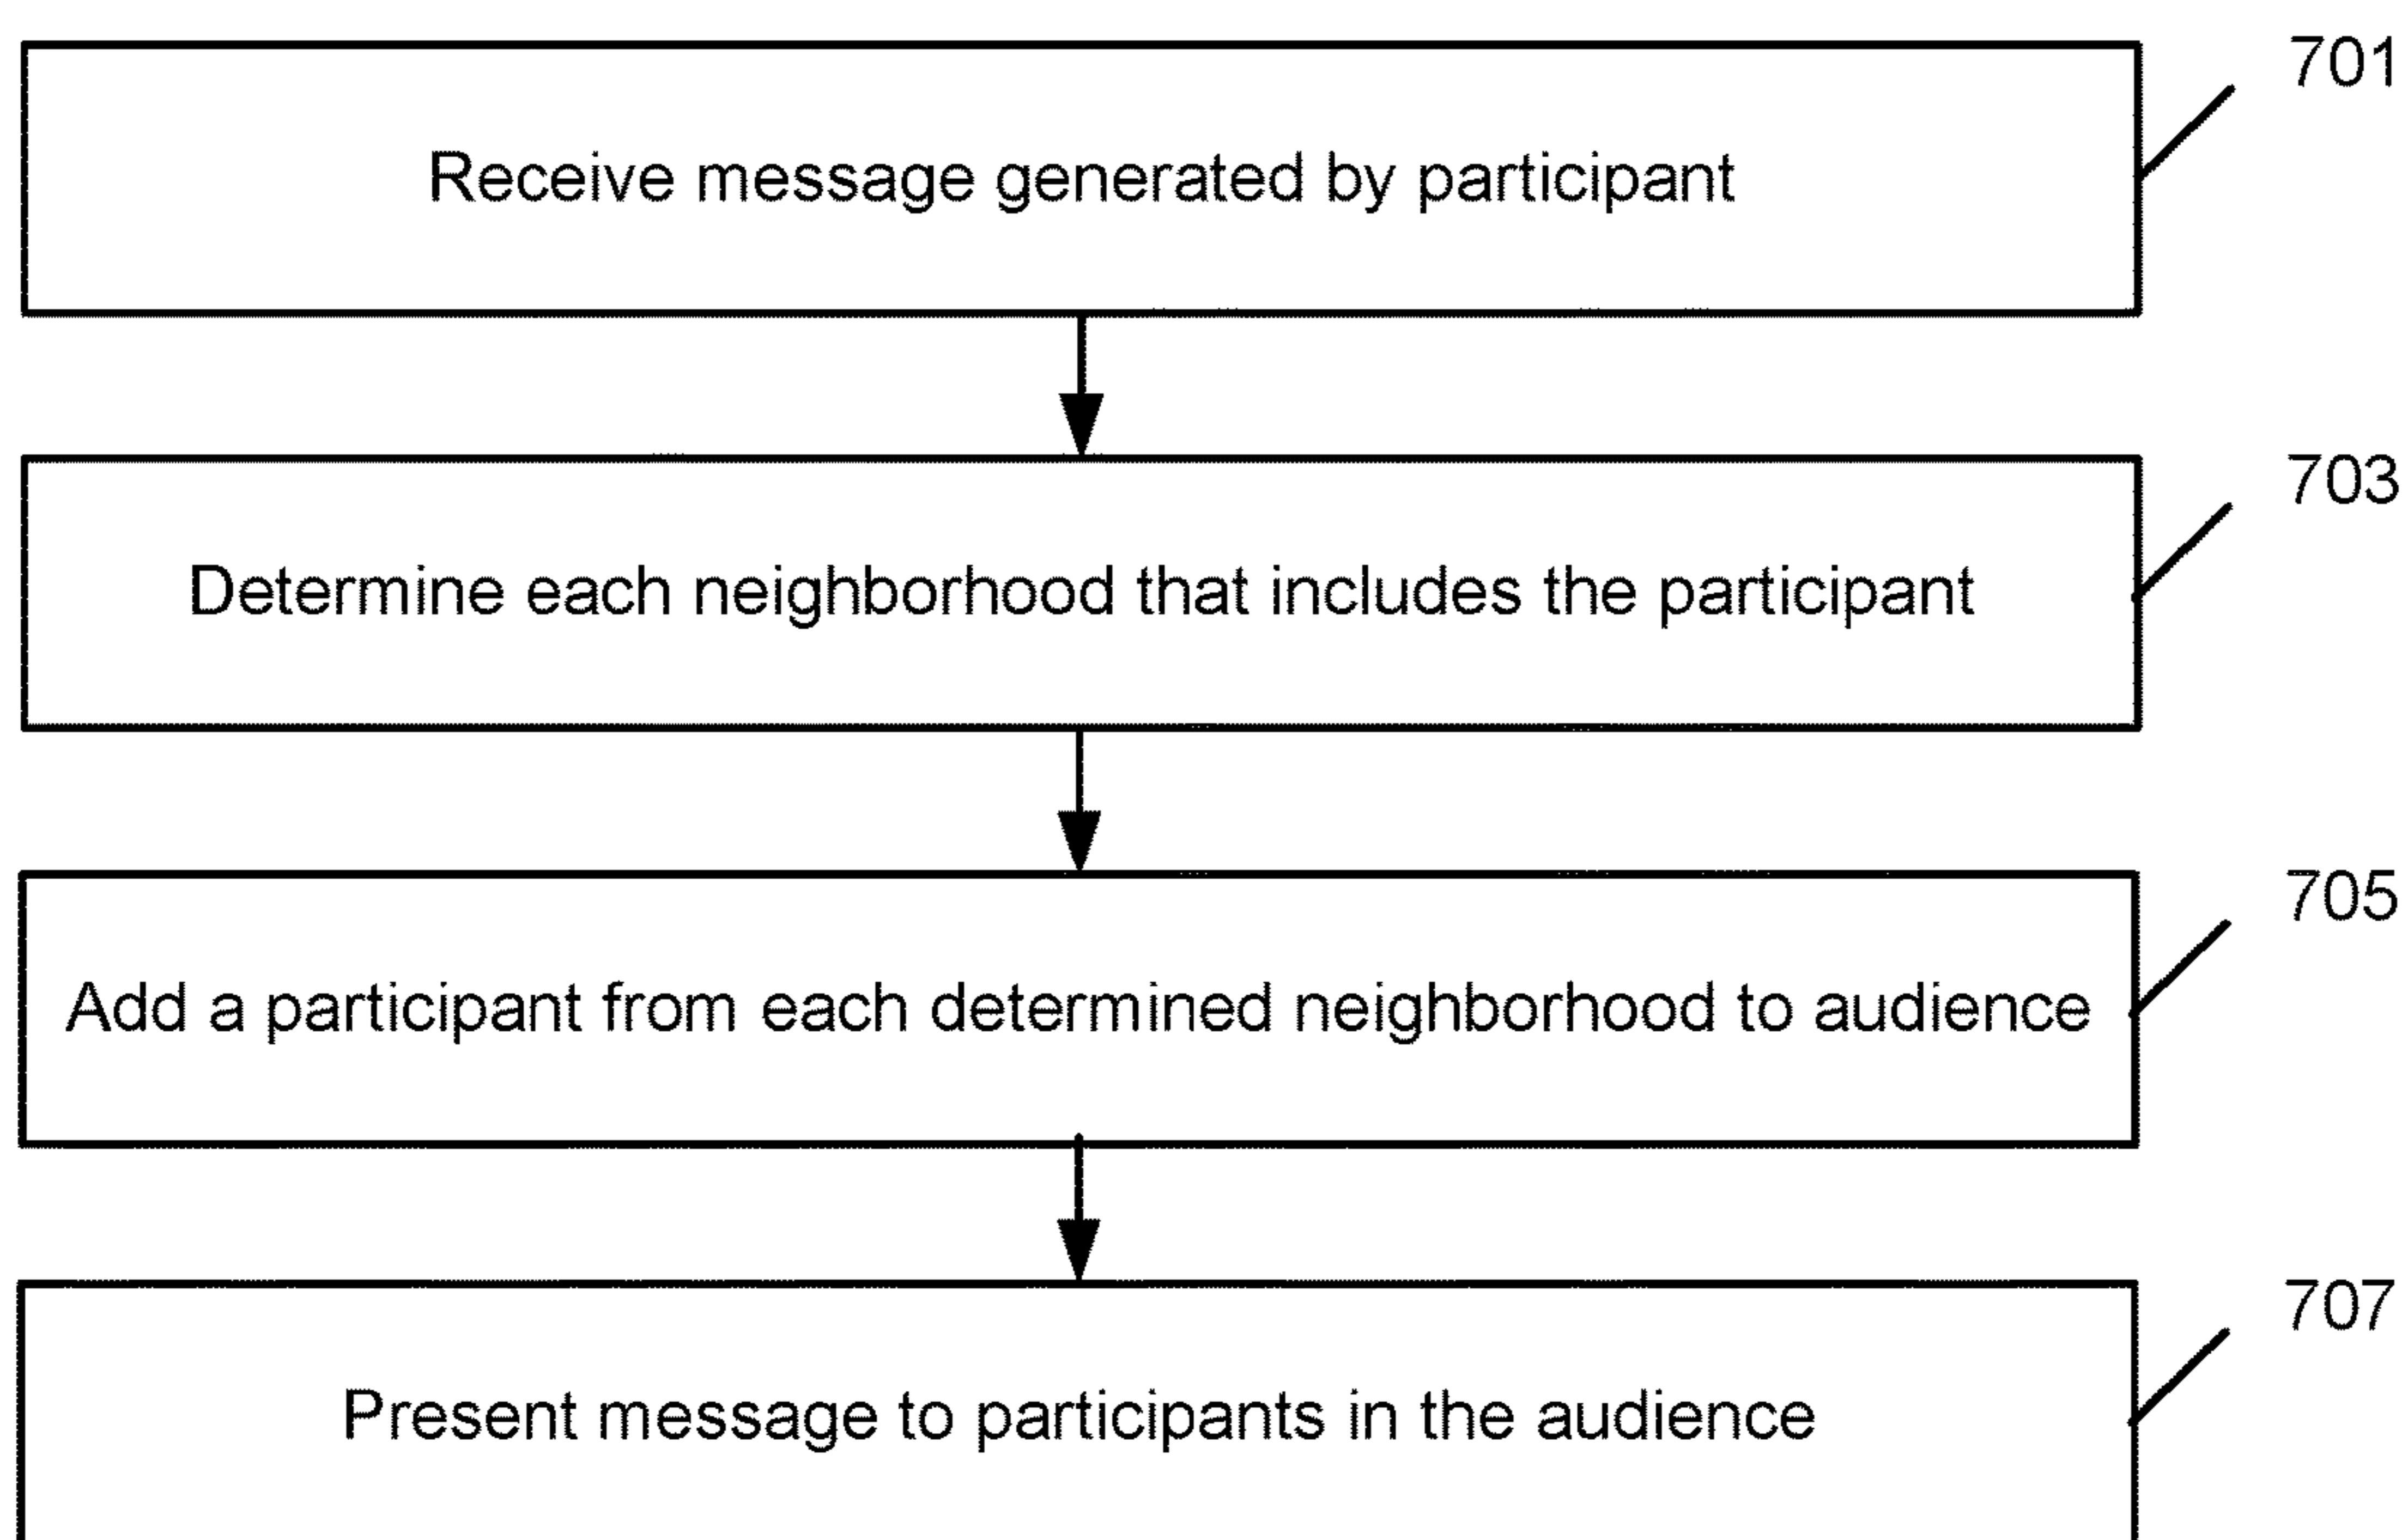 701
Receive message generated by participant
703
Determine each neighborhood that includes the participant
705
Add a participant from each determined neighborhood to audience
707
Present message to participants in the audience